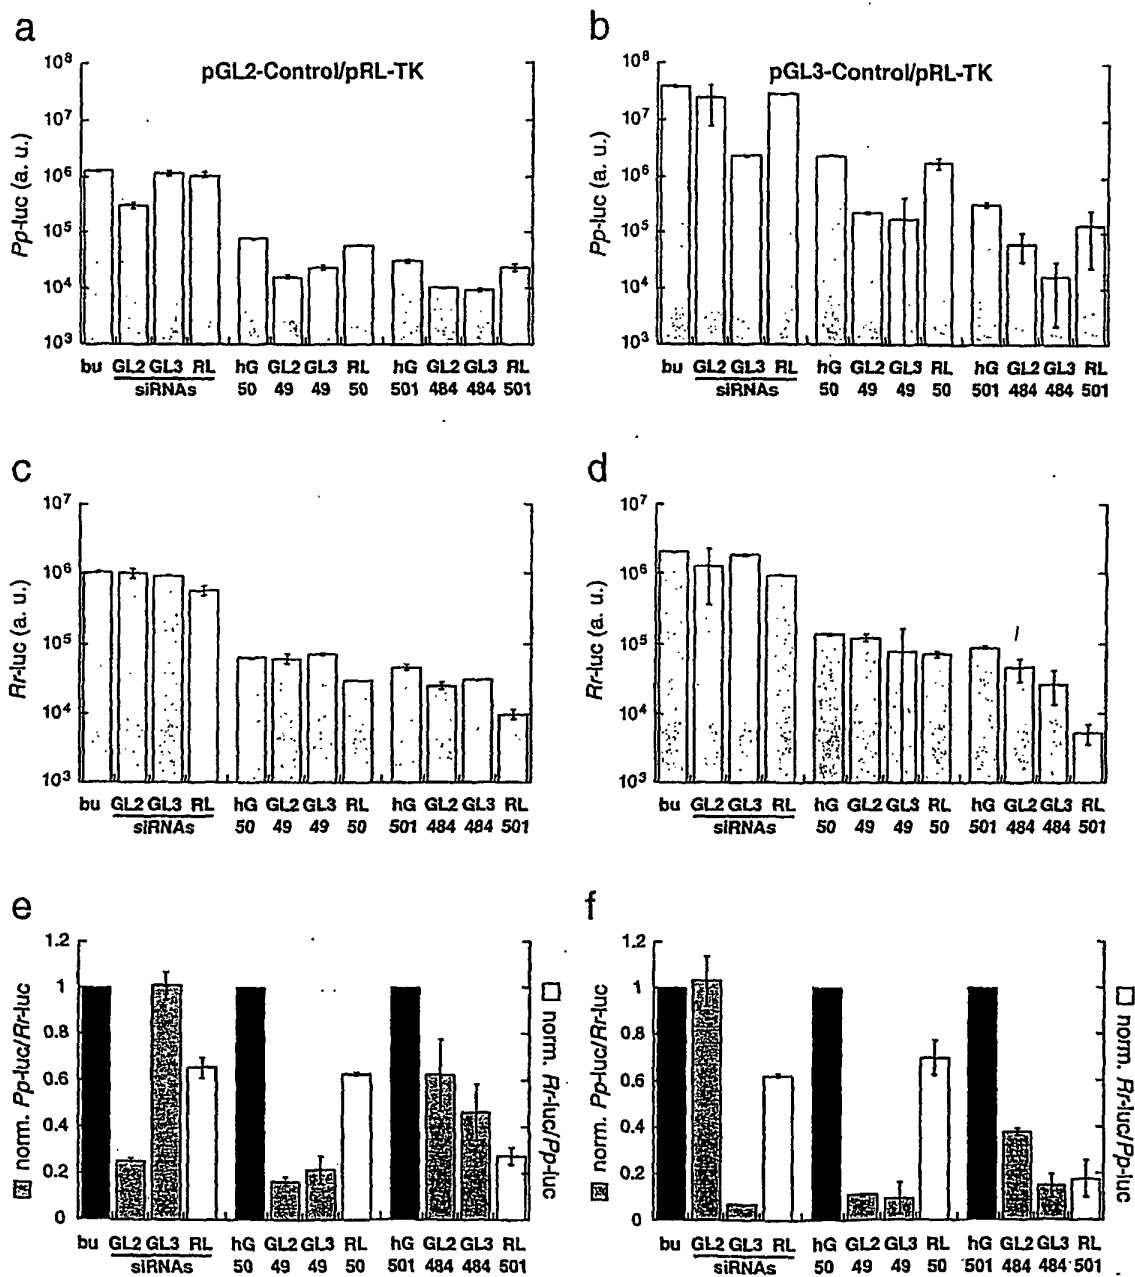 a
b
pGL2-Control/pRL-TK
pGL3-Control/pRL-TK
10⁸
10⁷
10⁶
10⁵
10⁴
10³
Pp-luc (a. u.)
10⁸
10⁷
10⁶
10⁵
10⁴
10³
Pp-luc (a. u.)
bu GL2 GL3 RL hG GL2 GL3 RL hG GL2 GL3 RL
siRNAs 50 49 49 50 501 484 484 501
bu GL2 GL3 RL hG GL2 GL3 RL hG GL2 GL3 RL
siRNAs 50 49 49 50 501 484 484 501
c
d
10⁷
10⁶
10⁵
10⁴
10³
Rr-luc (a. u.)
10⁷
10⁶
10⁵
10⁴
10³
Rr-luc (a. u.)
bu GL2 GL3 RL hG GL2 GL3 RL hG GL2 GL3 RL
siRNAs 50 49 49 50 501 484 484 501
bu GL2 GL3 RL hG GL2 GL3 RL hG GL2 GL3 RL
siRNAs 50 49 49 50 501 484 484 501
e
f
1.2
1
0.8
0.6
0.4
0.2
0
norm. Pp-luc/Rr-luc
norm. Rr-luc/Pp-luc
1.2
1
0.8
0.6
0.4
0.2
0
norm. Pp-luc/Rr-luc
norm. Rr-luc/Pp-luc
bu GL2 GL3 RL hG GL2 GL3 RL hG GL2 GL3 RL
siRNAs 50 49 49 50 501 484 484 501
bu GL2 GL3 RL hG GL2 GL3 RL hG GL2 GL3 RL
siRNAs 50 49 49 50 501 484 484 501